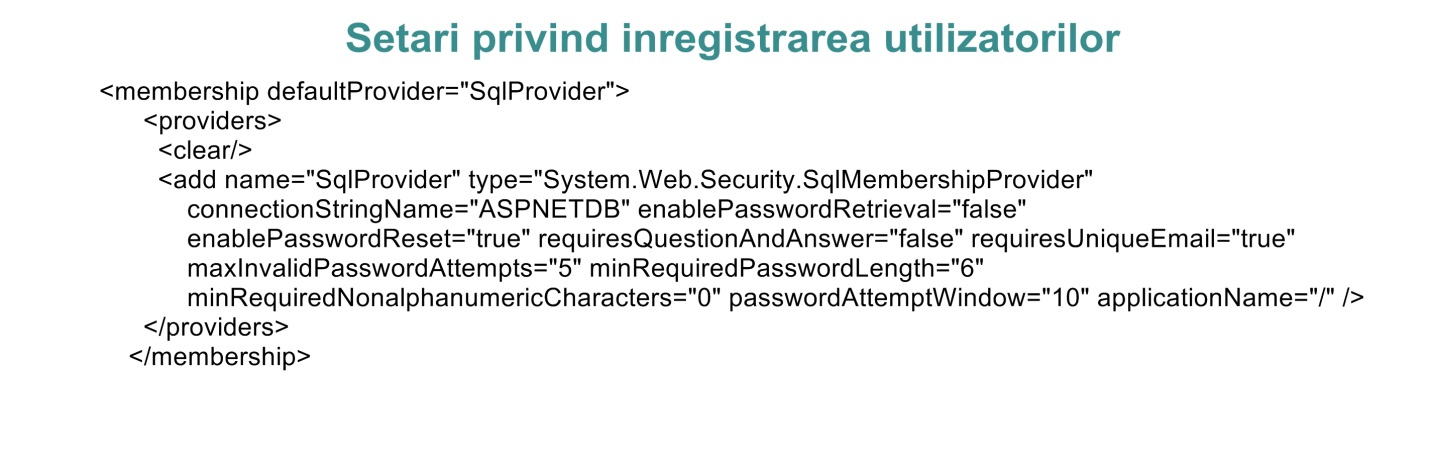 Setari privind inregistrarea utilizatorilor
<membership defaultProvider="SqlProvider">
<providers>
<clear/>
<add name="SqlProvider" type="System.Web.Security.SqlMembershipProvider"
connectionStringName="ASPNETDB" enablePasswordRetrieval="false"
enablePasswordReset="true" requiresQuestionAndAnswer="false" requiresUniqueEmail="true"
maxInvalidPasswordAttempts="5" minRequiredPasswordLength="6"
minRequiredNonalphanumericCharacters="0" passwordAttemptWindow="10" applicationName="/" />
</providers>
</membership>